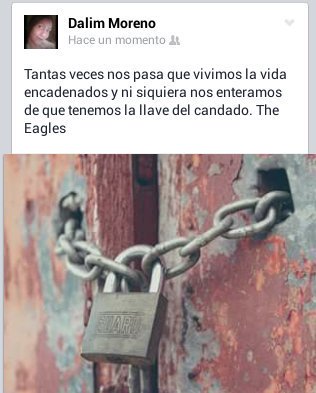 Dalim Moreno
Hace un momento
Tantas veces nos pasa que vivimos la vida
encadenados y ni siquiera nos enteramos
de que tenemos la llave del candado. The
Eagles